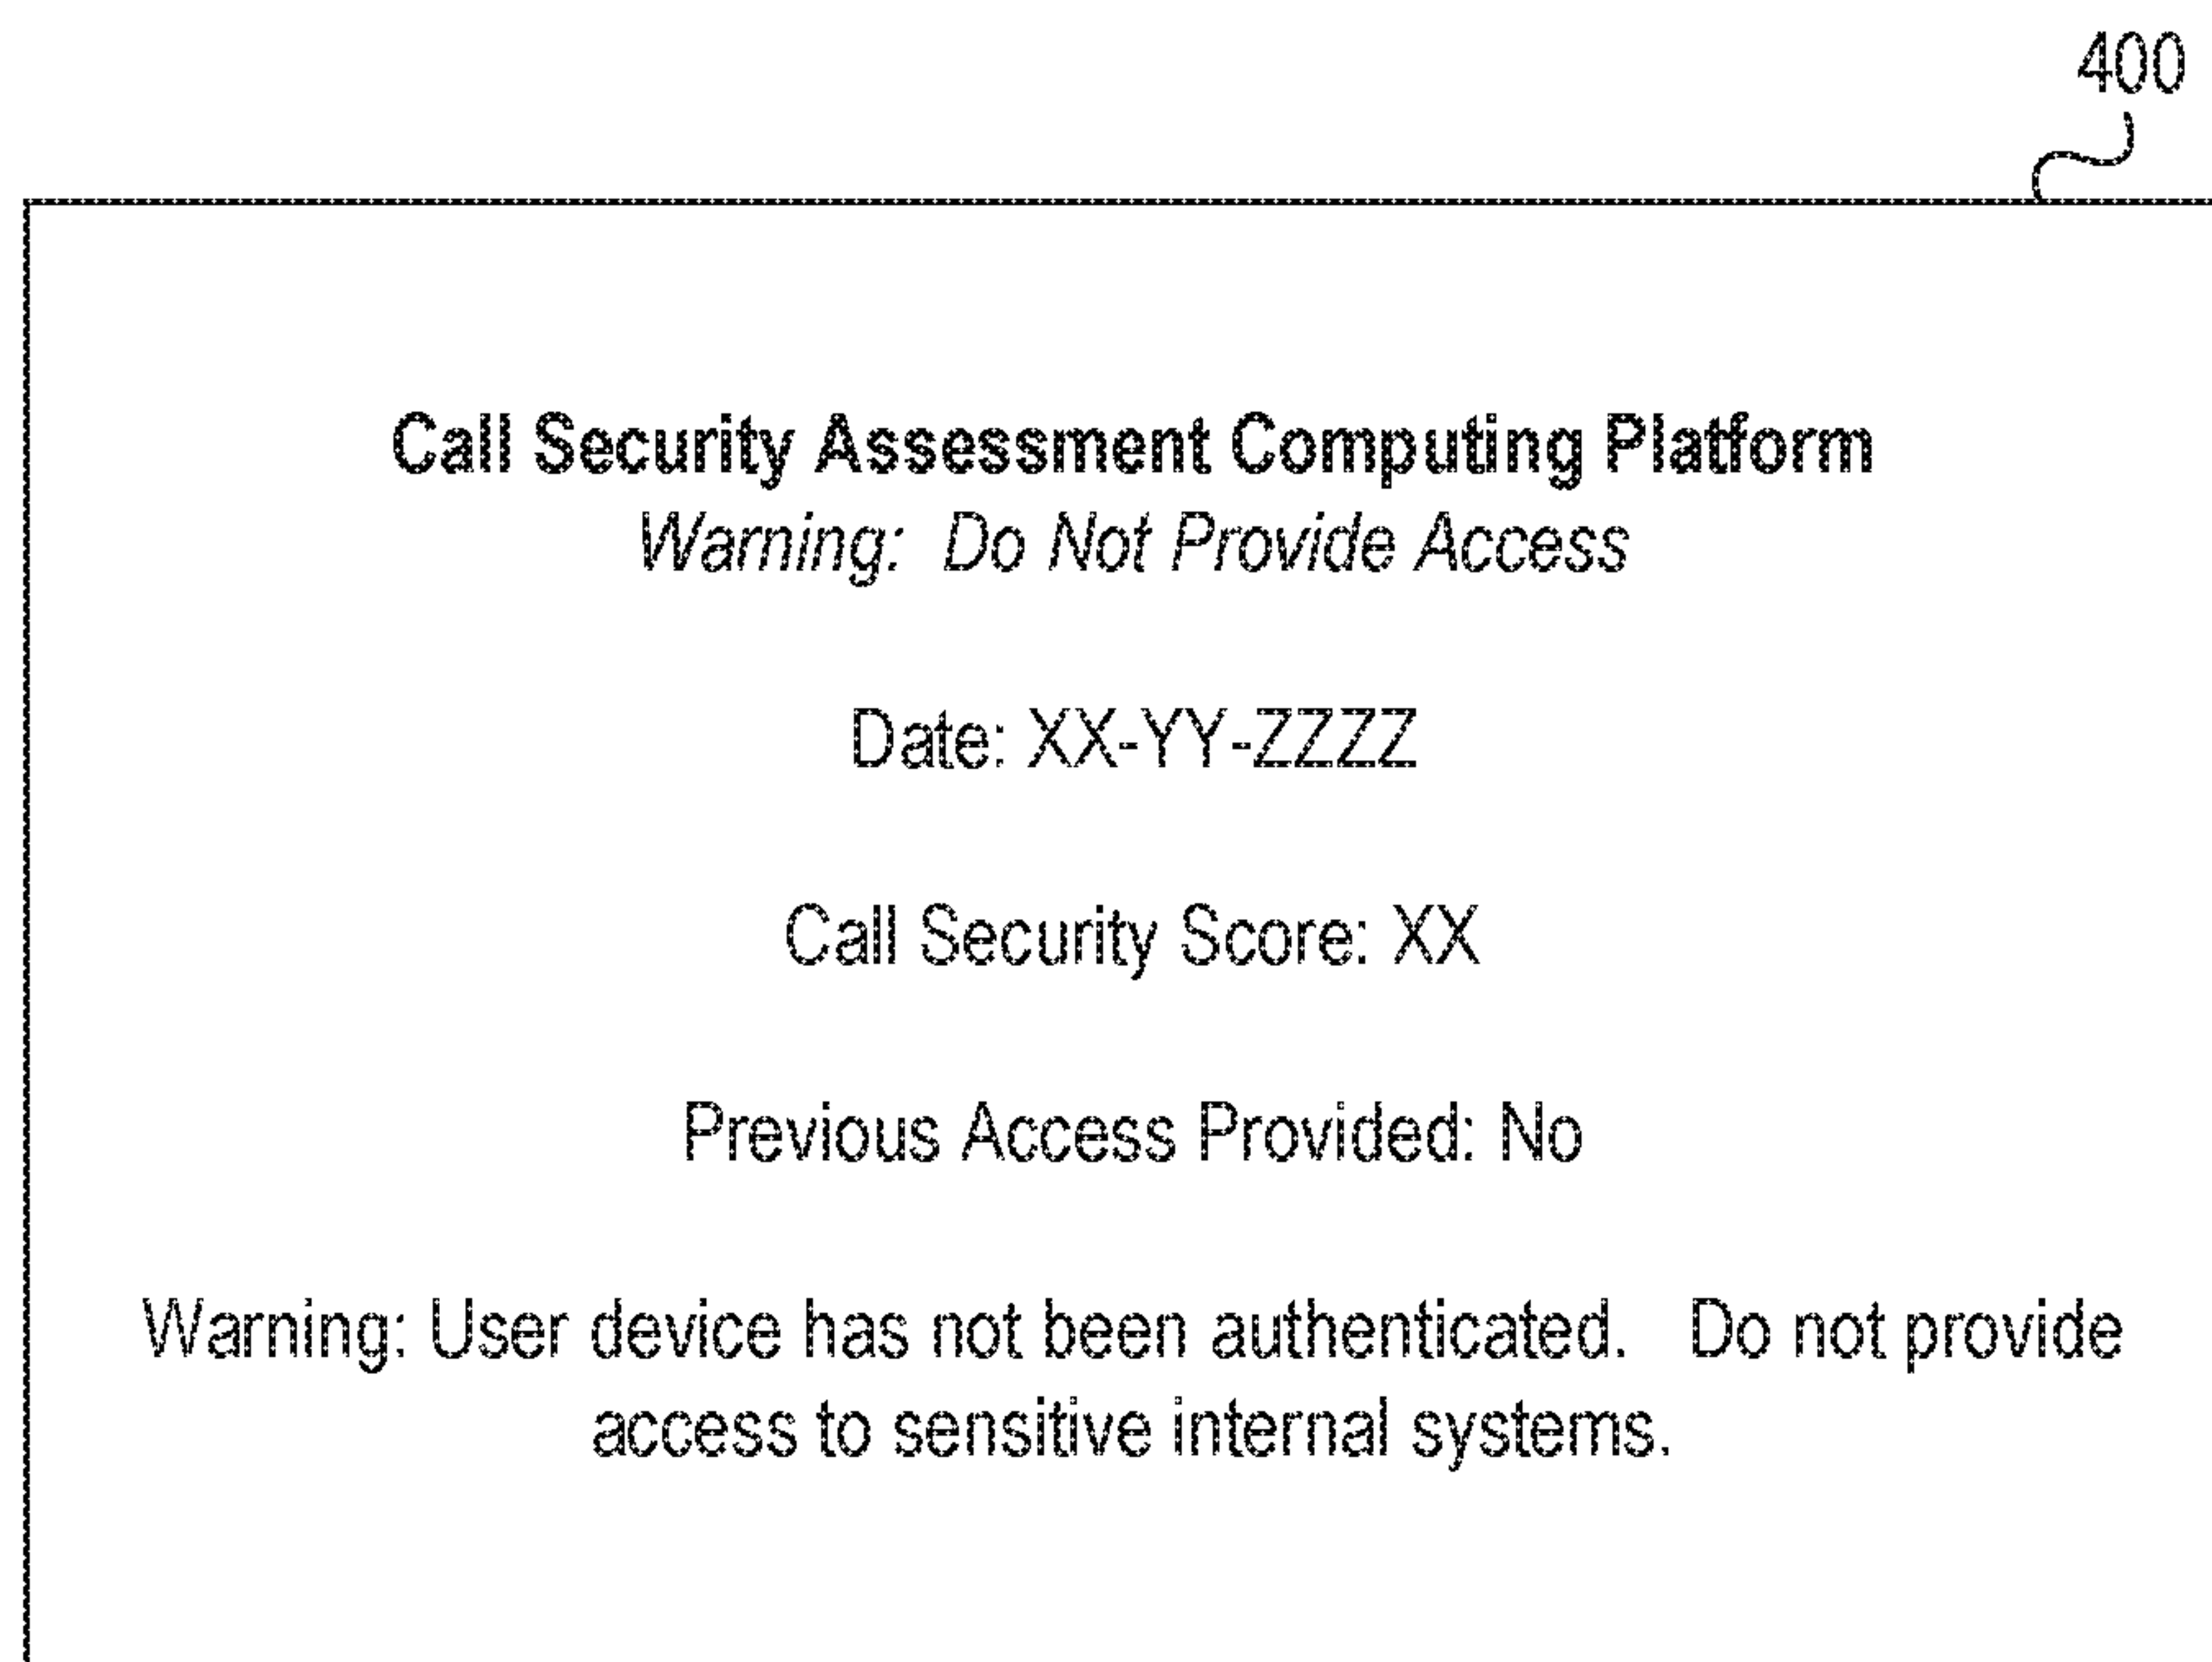 400
Call Security Assessment Computing Platform
Warning:  Do Not Provide Access
Date: XX-YY-ZZZZ
Call Security Score: XX
Previous Access Provided: No
Warning: User device has not been authenticated.   Do not provide
access to sensitive internal systems.